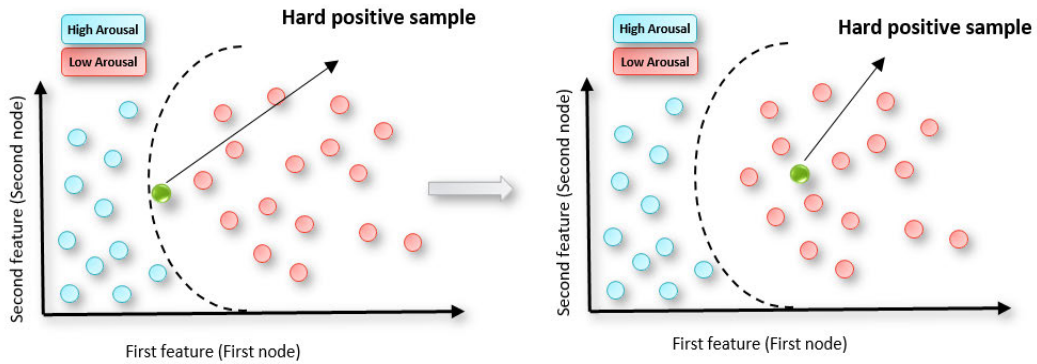 Hard positive sample
High Arousal
Low Arousal
Second feature (Second node)
First feature (First node)
Hard positive sample
High Arousal
Low Arousal
Second feature (Second node)
First feature (First node)